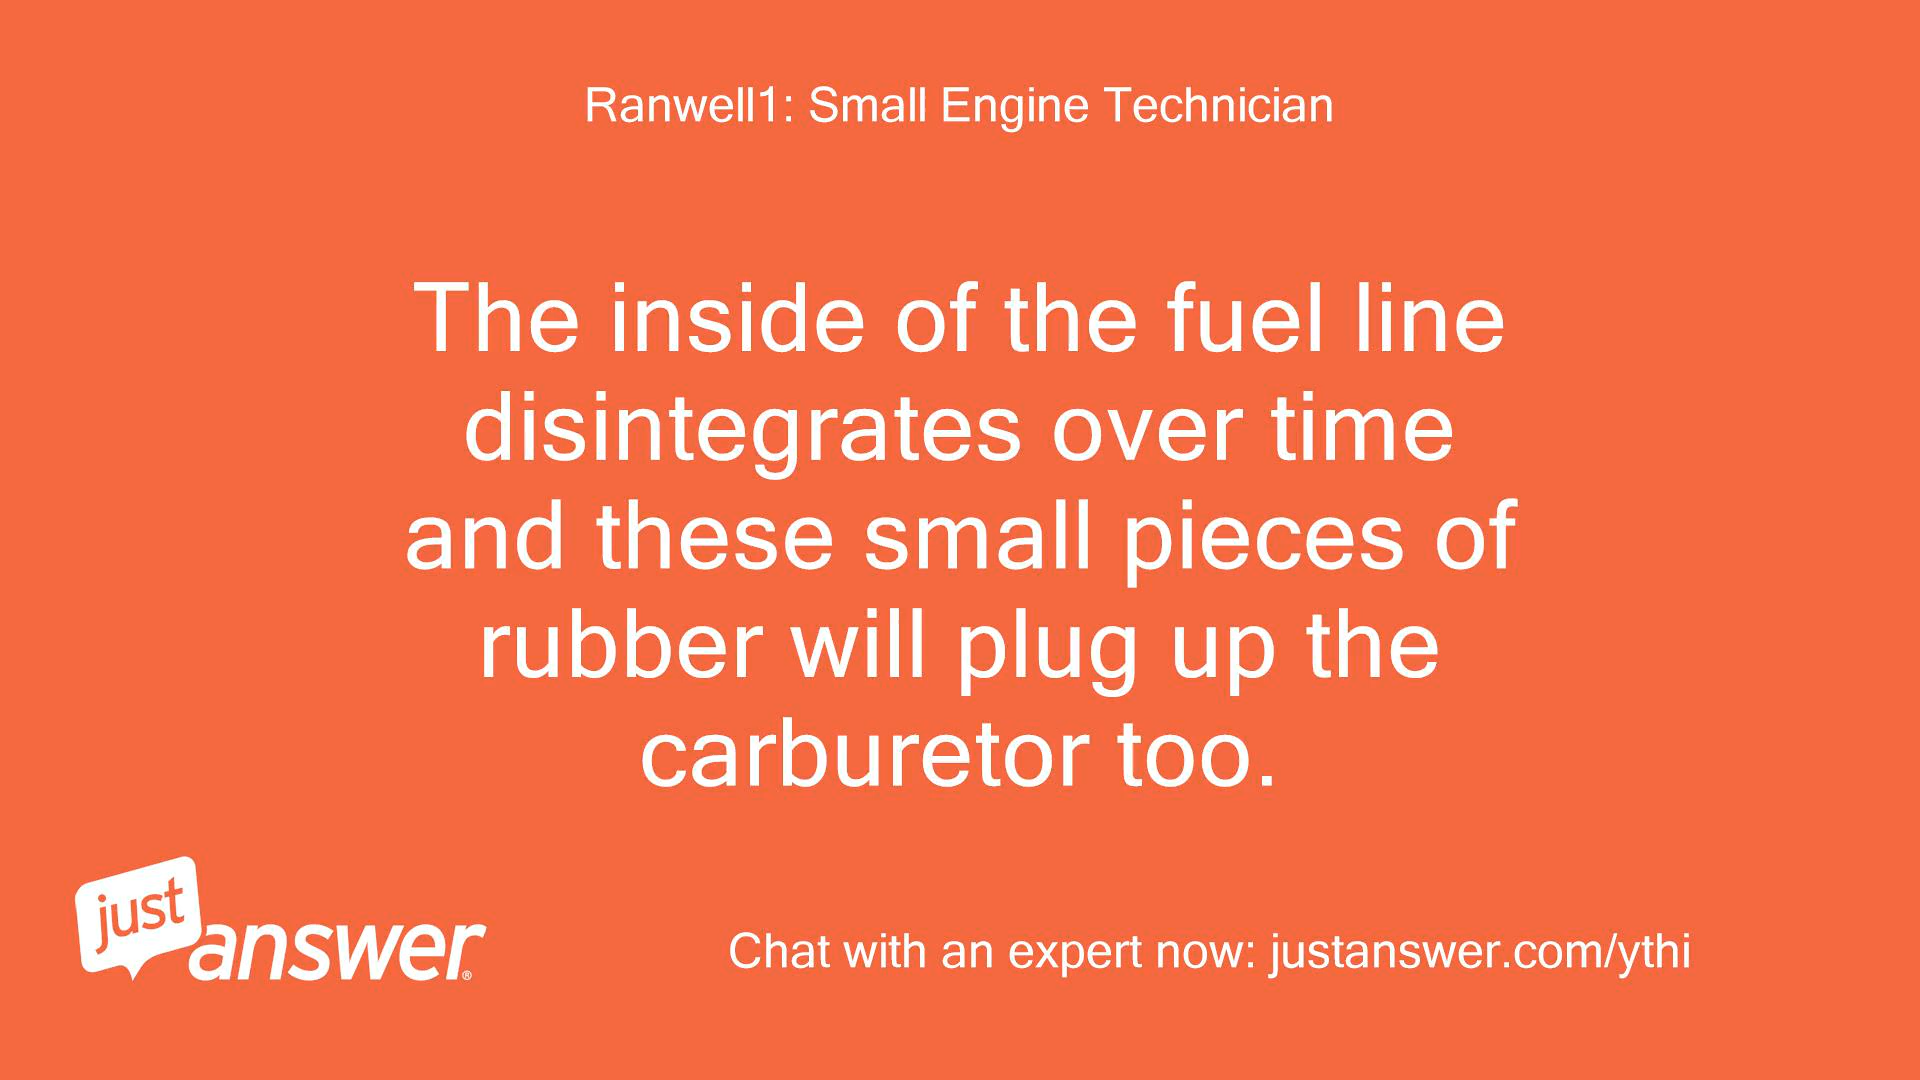 Ranwell1: Small Engine Technician
The inside of the fuel line
disintegrates over time
and these small pieces of
rubber will plug up the
carburetor too.
just
answer®
Chat with an expert now: justanswer.com/ythi